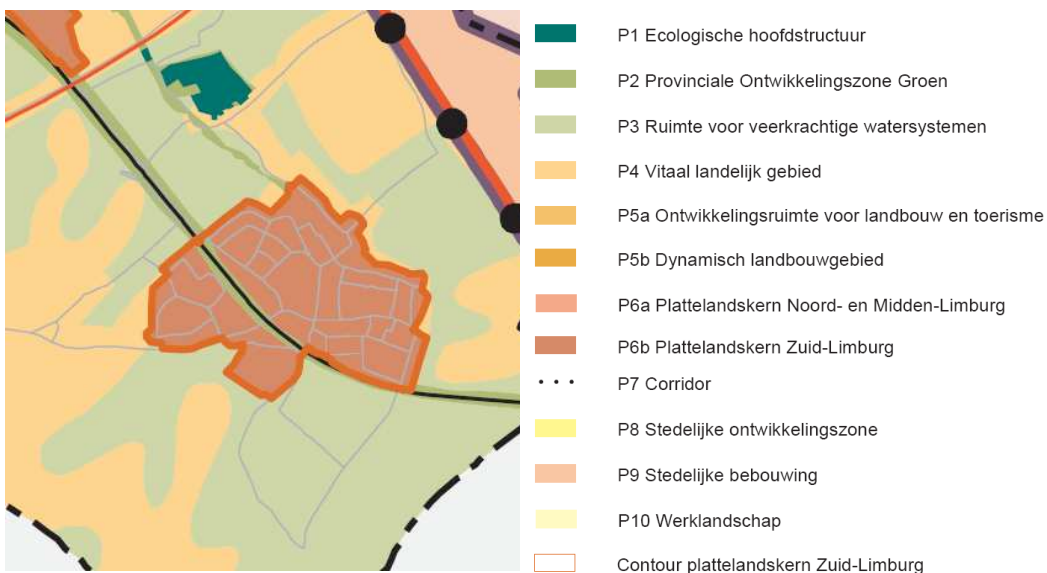 P1 Ecologische hoofdstructuur
P2 Provinciale Ontwikkelingszone Groen
P3 Ruimte voor veerkrachtige watersystemen
P4 Vitaal landelijk gebied
P5a Ontwikkelingsruimte voor landbouw en toerisme
P5b Dynamisch landbouwgebied
P6a Plattelandskern Noord- en Midden-Limburg
P6b Plattelandskern Zuid-Limburg
P7 Corridor
P8 Stedelijke ontwikkelingszone
P9 Stedelijke bebouwing
P10 Werklandschap
Contour plattelandskern Zuid-Limburg